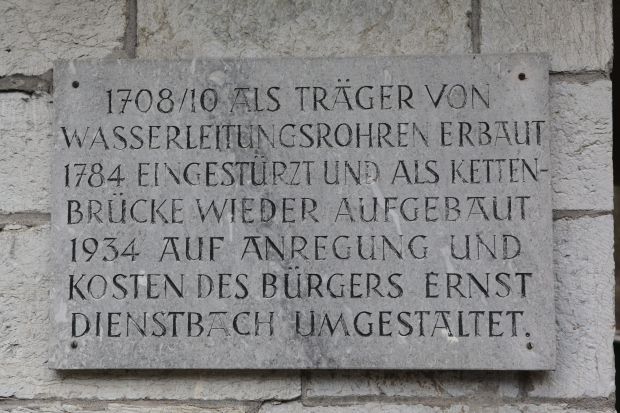 1708/10 ALS TRÄGER VON
WASSERLEITUNGSROHREN ERBAUT
1784 EINGESTÜRZT UND ALS KETTEN-
BRÜCKE WIEDER AUFGEBAUT
1934 AUF ANREGUNG UND
KOSTEN DES BÜRGERS ERNST
DIENSTBACH UMGESTALTET.